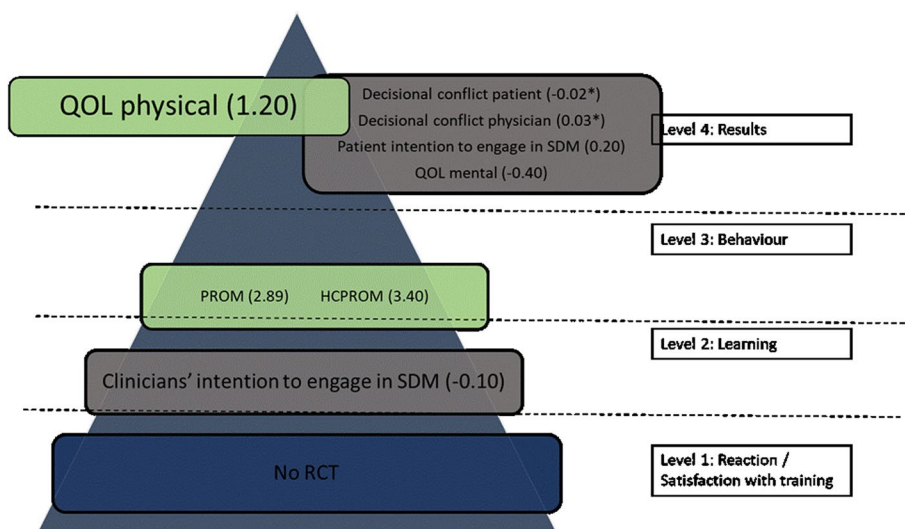 QOL physical (1.20)
Decisional conflict patient (-0.02*)
Decisional conflict physician (0.03*)
Patient intention to engage in SDM (0.20)
QOL mental (-0.40)
Level 4: Results
Level 3: Behaviour
PROM (2.89) HCPROM (3.40)
Level 2: Learning
Clinicians' intention to engage in SDM (-0.10)
No RCT
Level 1: Reaction /
Satisfaction with training